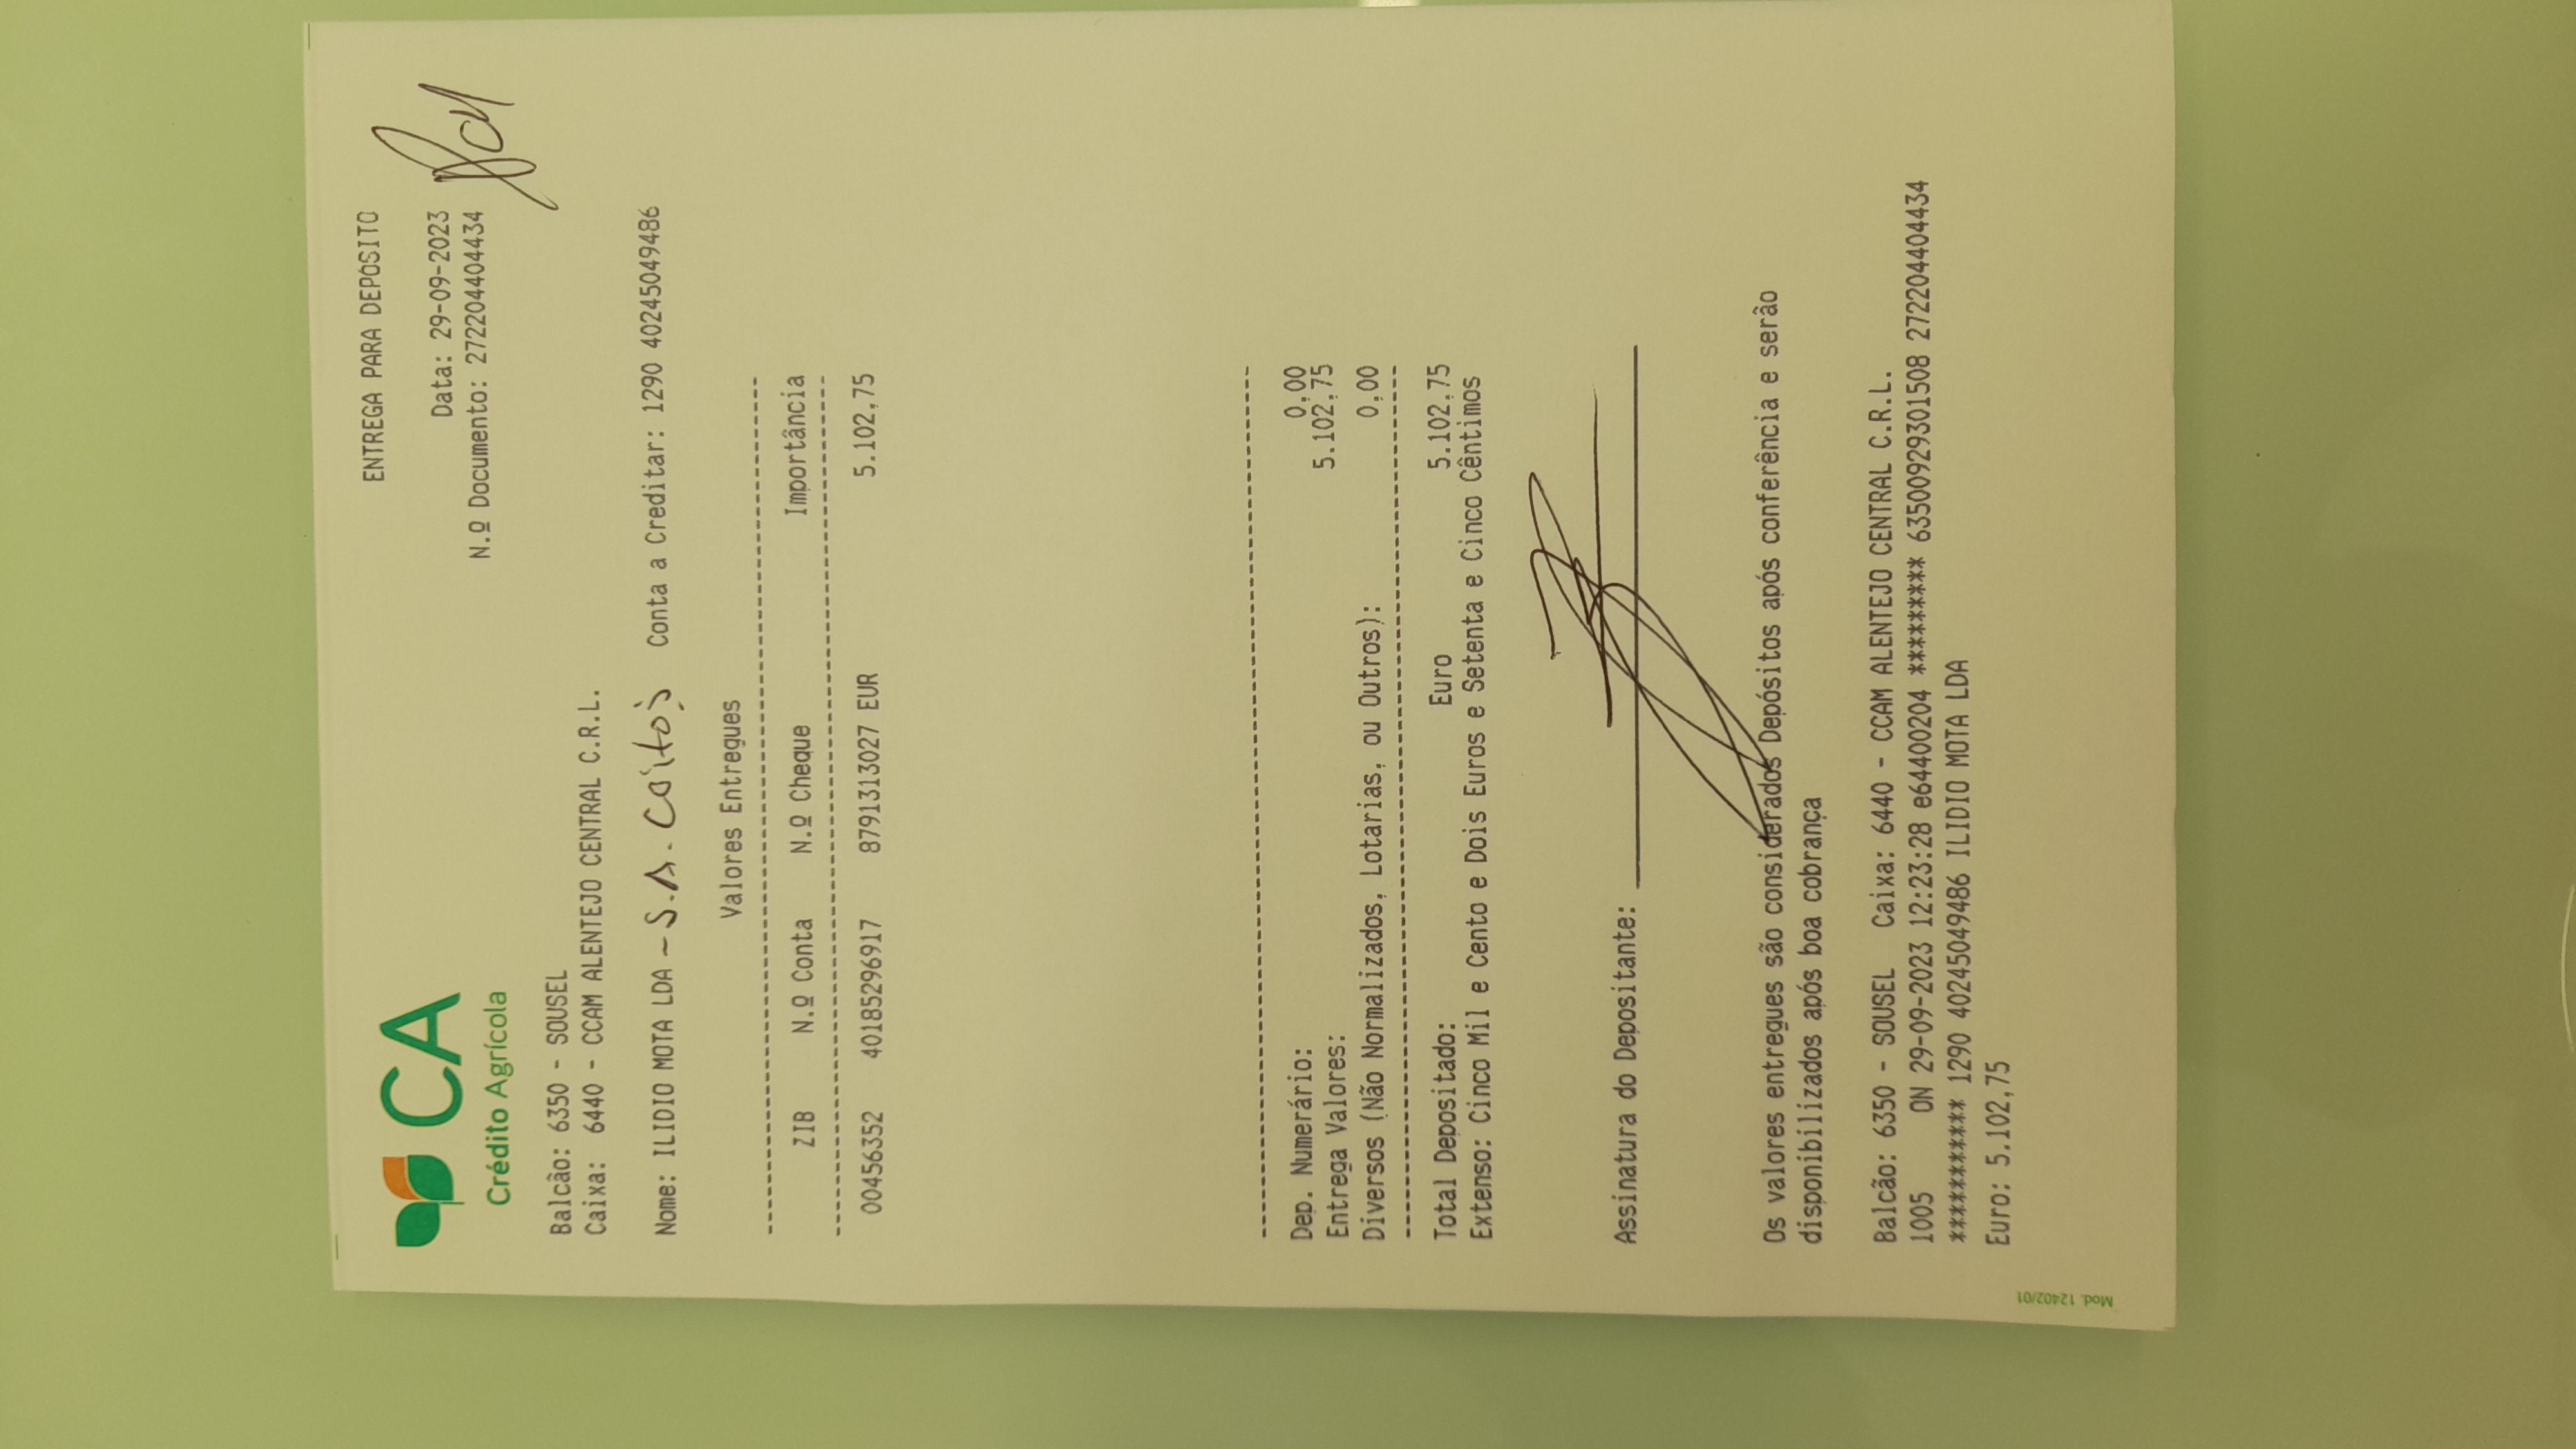 CA
Crédito Agrícola
ENTREGA PARA DEPÓSITO
Data: 29-09-2023
N.º Documento: 27220440404434
Balcão: 6350 - SOUSEL
Caixa: 6440 - CCAM ALENTEJO CENTRAL C.R.L.
Nome: ILIDIO MOTA LDA - S.A. Coitos Conta a Creditar: 1290 40245049486
Valores Entregues
ZIB N.º Conta N.º Cheque Importância
00456352 40185296917 8791313027 EUR 5.102,75
Dep. Numerário: 0,00
Entrega Valores: 5.102,75
Diversos (Não Normalizados, Lotarias, ou Outros): 0,00
Total Depositado: Euro 5.102,75
Extenso: Cinco Mil e Cento e Dois Euros e Setenta e Cinco Cêntimos
Assinatura do Depositante:
Os valores entregues são considerados Depósitos após conferência e serão
disponibilizados após boa cobrança
Balcão: 6350 - SOUSEL Caixa: 6440 - CCAM ALENTEJO CENTRAL C.R.L.
1005 ON 29-09-2023 12:23:28 e6440204 ********* 635009293​01508 27220440404434
*********** 1290 40245049486 ILIDIO MOTA LDA
Euro: 5.102,75
Mod. 12402/01